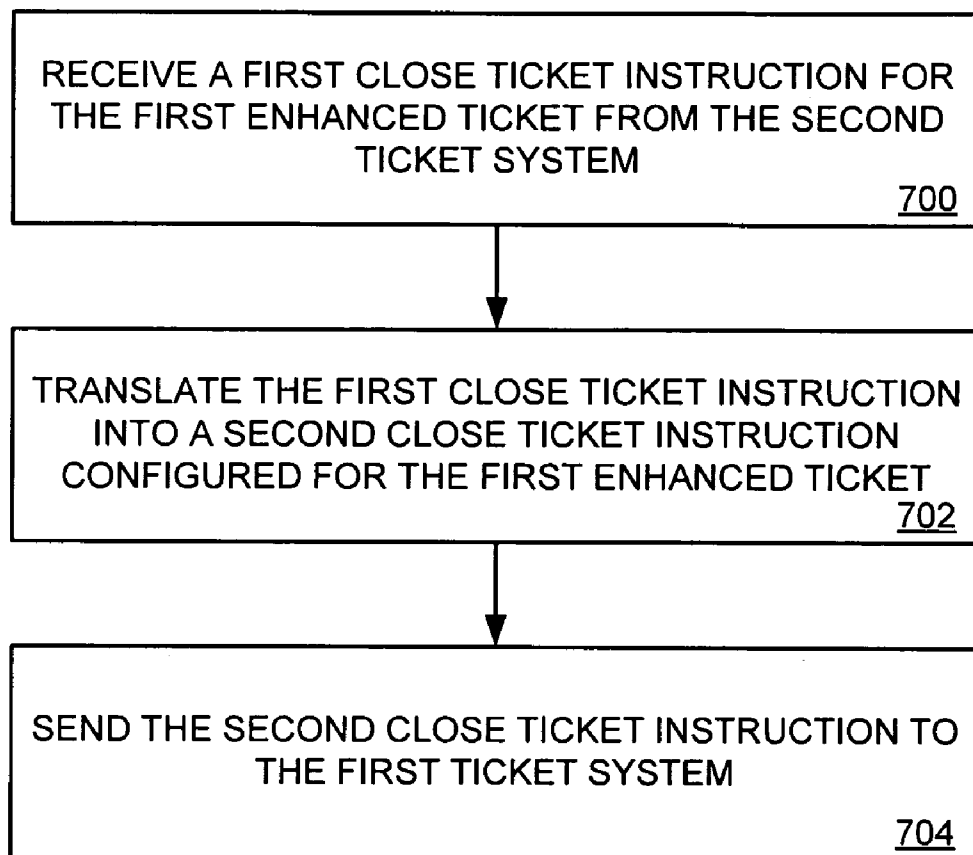 RECEIVE A FIRST CLOSE TICKET INSTRUCTION FOR
THE FIRST ENHANCED TICKET FROM THE SECOND
TICKET SYSTEM
700
TRANSLATE THE FIRST CLOSE TICKET INSTRUCTION
INTO A SECOND CLOSE TICKET INSTRUCTION
CONFIGURED FOR THE FIRST ENHANCED TICKET
702
SEND THE SECOND CLOSE TICKET INSTRUCTION TO
THE FIRST TICKET SYSTEM
704